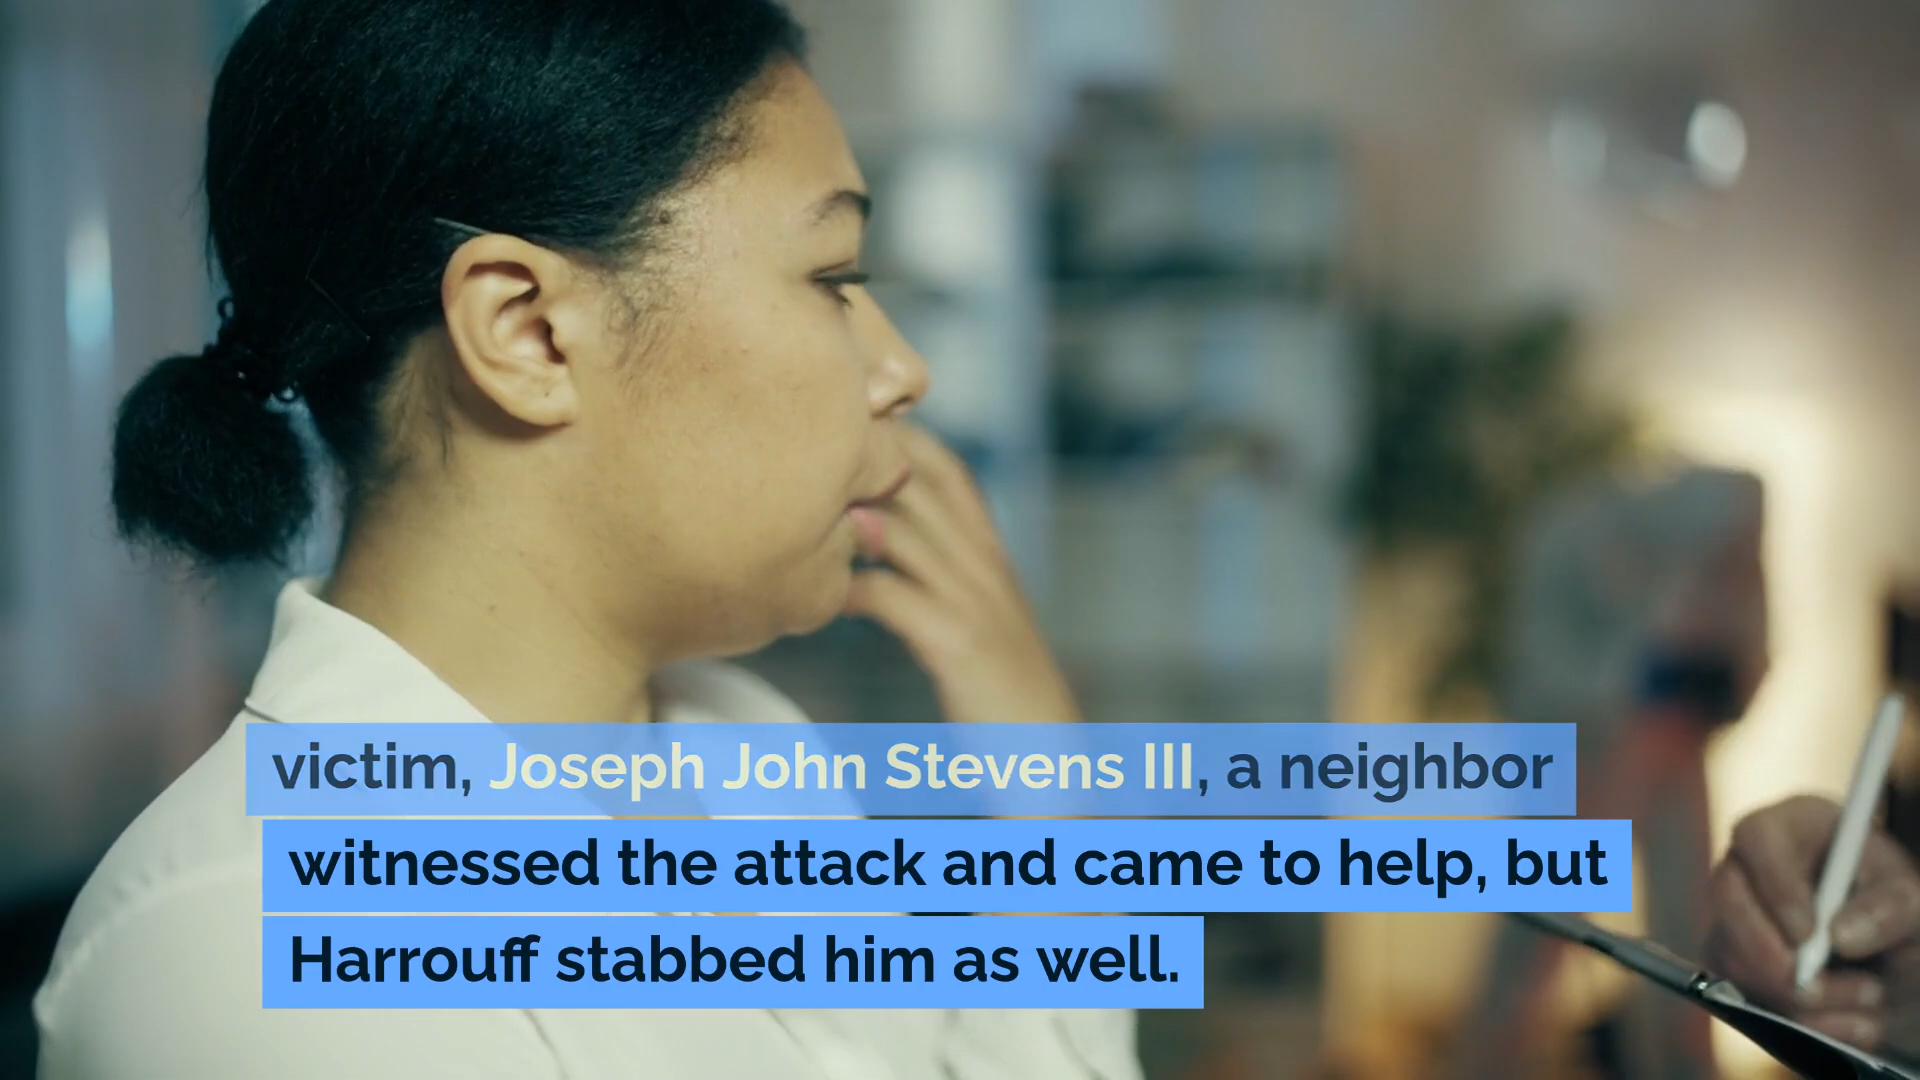 victim, Joseph John Stevens III, a neighbor
witnessed the attack and came to help, but
Harrouff stabbed him as well.